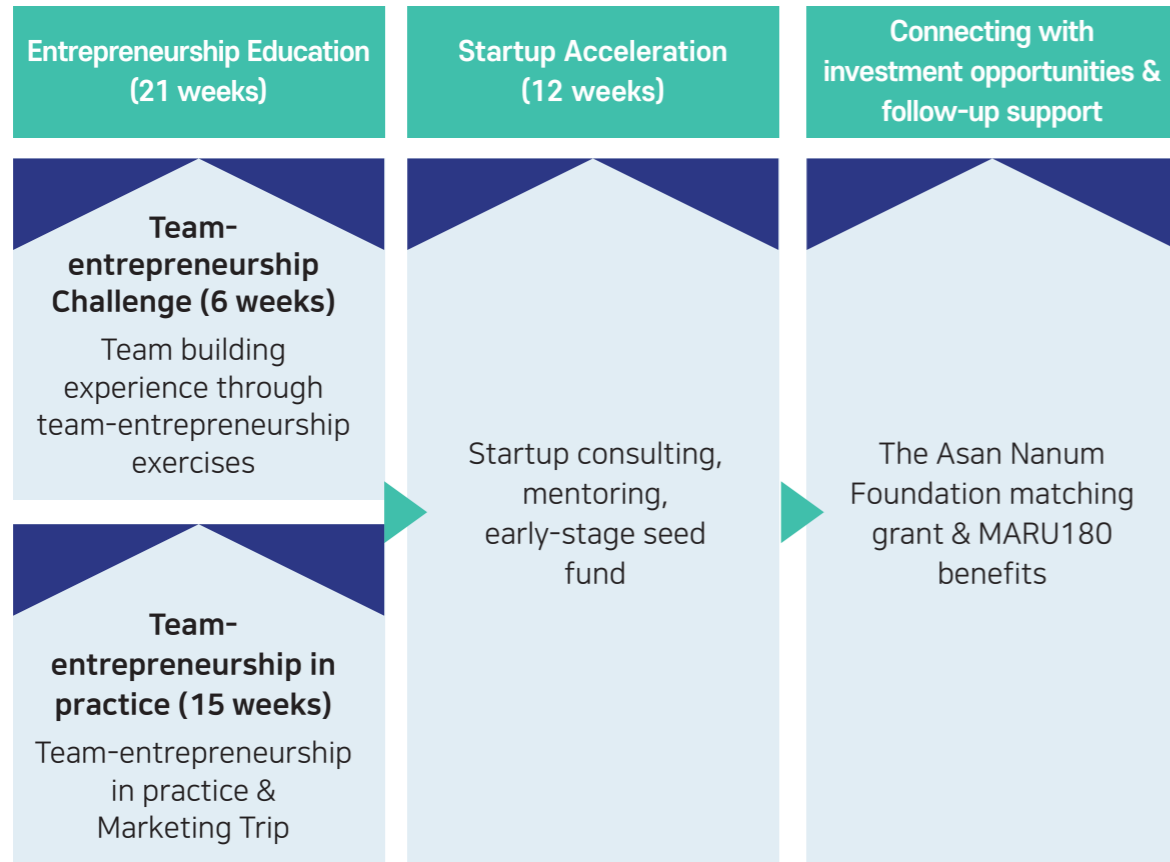 Entrepreneurship Education
(21 weeks)
Team-
entrepreneurship
Challenge (6 weeks)
Team building
experience through
team-entrepreneurship
exercises
Team-
entrepreneurship in
practice (15 weeks)
Team-entrepreneurship
in practice &
Marketing Trip
Startup Acceleration
(12 weeks)
Startup consulting,
mentoring,
early-stage seed
fund
Connecting with
investment opportunities &
follow-up support
The Asan Nanum
Foundation matching
grant & MARU180
benefits